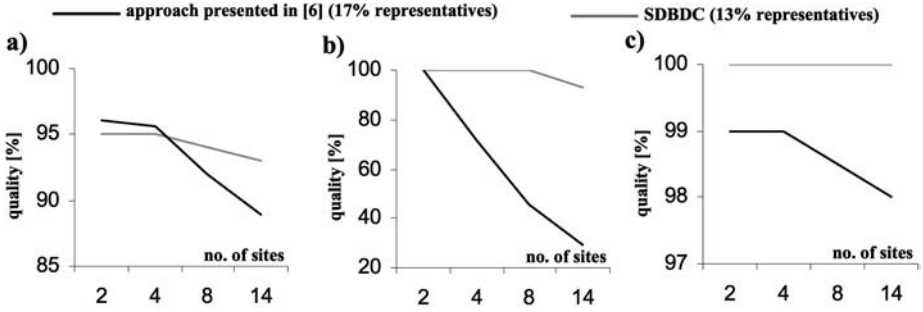 approach presented in [6] (17% representatives)
SDBDC (13% representatives)
a)
quality [%]
100
95
90
85
no. of sites
2 4 8 14
b)
quality [%]
100
80
60
40
20
no. of sites
2 4 8 14
c)
quality [%]
100
99
98
97
no. of sites
2 4 8 14